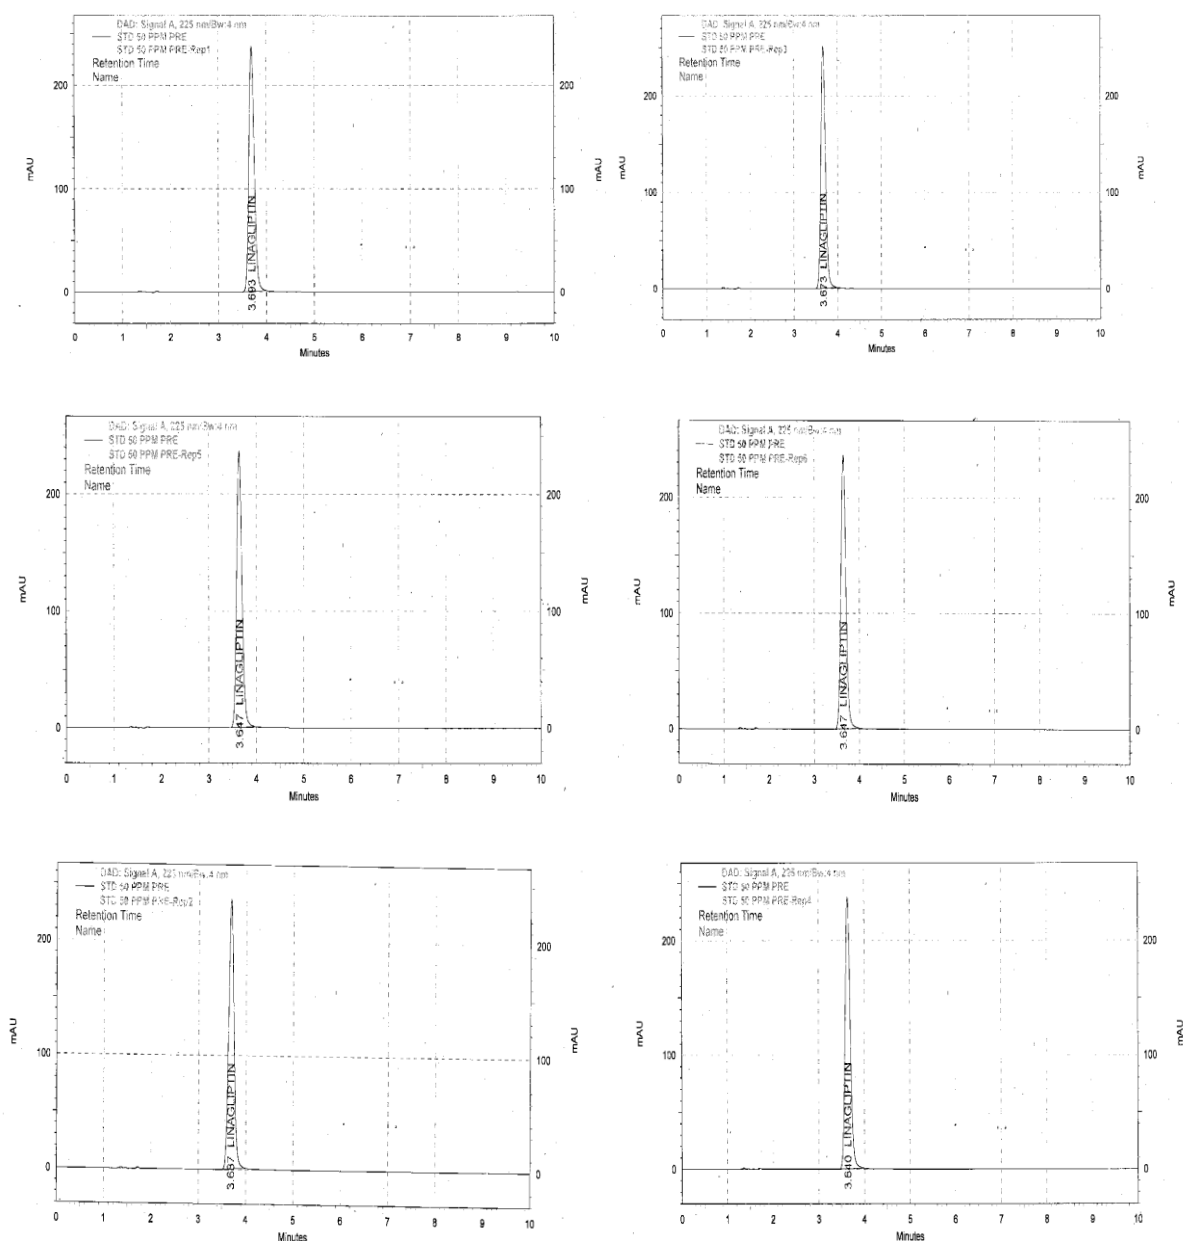 DAD: Signal A, 225 nm/Bw:4 nm
STD 50 PPM PRE
STD 50 PPM PRE-Rep1
Retention Time
Name
200
100
0
mAU
3.693 LINAGLIPTIN
200
100
0
mAU
0 1 2 3 4 5 6 7 8 9 10
Minutes
DAD: Signal A, 225 nm/Bw:4 nm
STD 50 PPM PRE
STD 50 PPM PRE-Rep3
Retention Time
Name
200
100
0
mAU
3.673 LINAGLIPTIN
200
100
0
mAU
0 1 2 3 4 5 6 7 8 9 10
Minutes
DAD: Signal A, 225 nm/Bw:4 nm
STD 50 PPM PRE
STD 50 PPM PRE-Rep5
Retention Time
Name
200
100
0
mAU
3.647 LINAGLIPTIN
200
100
0
mAU
0 1 2 3 4 5 6 7 8 9 10
Minutes
DAD: Signal A, 225 nm/Bw:4 nm
STD 50 PPM PRE
STD 50 PPM PRE-Rep6
Retention Time
Name
200
100
0
mAU
3.647 LINAGLIPTIN
200
100
0
mAU
0 1 2 3 4 5 6 7 8 9 10
Minutes
DAD: Signal A, 225 nm/Bw:4 nm
STD 50 PPM PRE
STD 50 PPM PRE-Rep2
Retention Time
Name
200
100
0
mAU
LINAGLIPTIN
200
100
0
mAU
0 1 2 3 4 5 6 7 8 9 10
Minutes
DAD: Signal A, 225 nm/Bw:4 nm
STD 50 PPM PRE
STD 50 PPM PRE-Rep4
Retention Time
Name
200
100
0
mAU
3.640 LINAGLIPTIN
200
100
0
mAU
0 1 2 3 4 5 6 7 8 9 10
Minutes